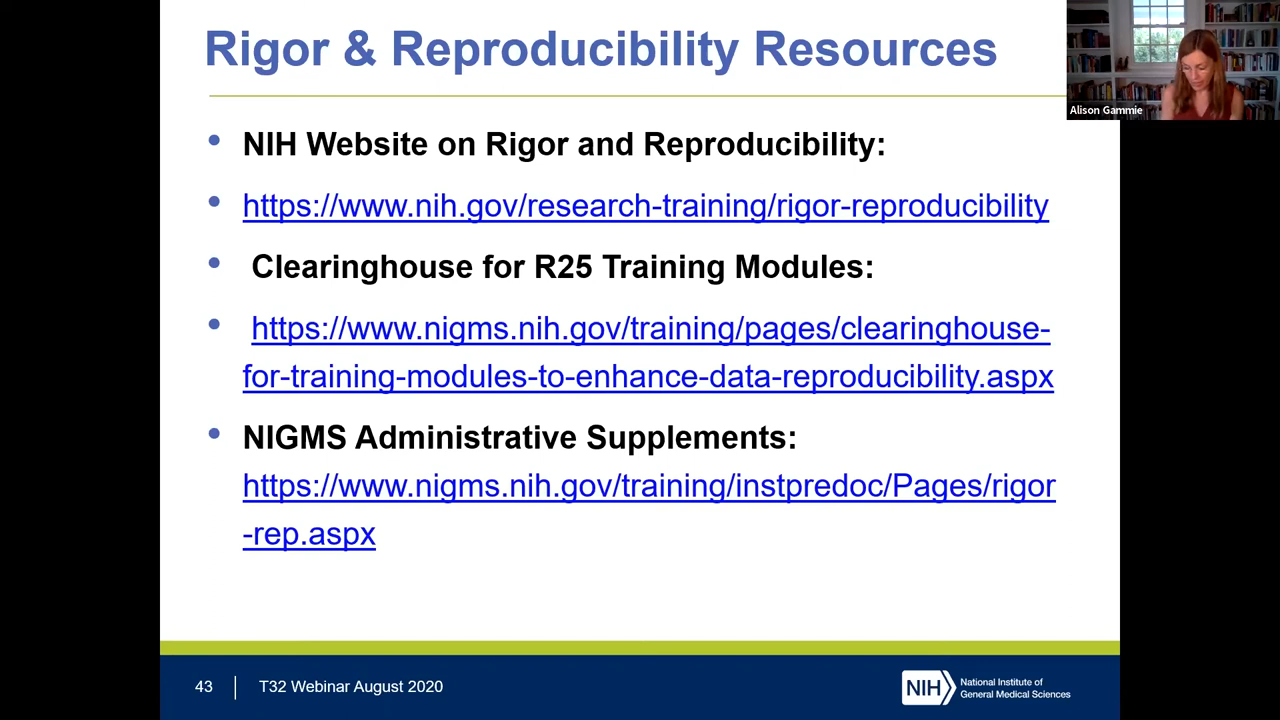 Rigor & Reproducibility Resources
Alison Gammie
• NIH Website on Rigor and Reproducibility:
• https://www.nih.gov/research-training/rigor-reproducibility
• Clearinghouse for R25 Training Modules:
• https://www.nigms.nih.gov/training/pages/clearinghouse-
for-training-modules-to-enhance-data-reproducibility.aspx
• NIGMS Administrative Supplements:
https://www.nigms.nih.gov/training/instpredoc/Pages/rigor
-rep.aspx
43 | T32 Webinar August 2020
NIH
National Institute of
General Medical Sciences